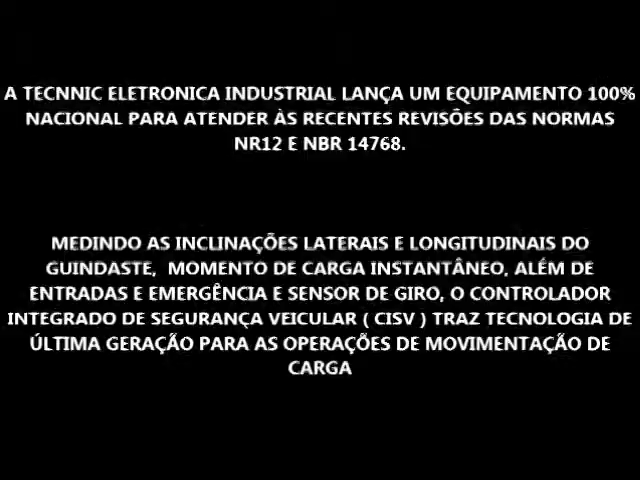 A TECNNIC ELETRONICA INDUSTRIAL LANÇA UM EQUIPAMENTO 100%
NACIONAL PARA ATENDER ÀS RECENTES REVISÕES DAS NORMAS
NR12 E NBR 14768.
MEDINDO AS INCLINAÇÕES LATERAIS E LONGITUDINAIS DO
GUINDASTE,  MOMENTO DE CARGA INSTANTÂNEO, ALÉM DE
ENTRADAS E EMERGÊNCIA E SENSOR DE GIRO, O CONTROLADOR
INTEGRADO DE SEGURANÇA VEICULAR ( CISV ) TRAZ TECNOLOGIA DE
ÚLTIMA GERAÇÃO PARA AS OPERAÇÕES DE MOVIMENTAÇÃO DE
CARGA